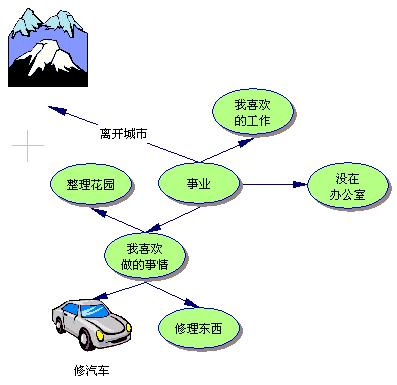 我喜欢
的工作
离开城市
整理花园
事业
没在
办公室
我喜欢
做的事情
修理东西
修汽车